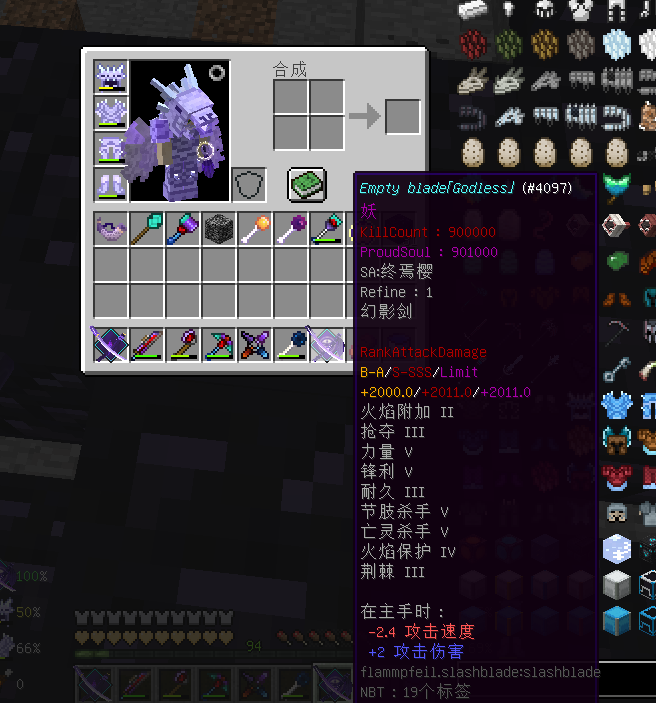 合成
Empty blade「Godless」 (#4097)
妖
KillCount : 900000
ProudSoul : 901000
SA:终焉樱
Refine : 1
幻影剑
RankAttackDamage
B-A/S-SSS/Limit
+2000.0/+2011.0/+2011.0
火焰附加 II
抢夺 III
力量 V
锋利 V
耐久 III
节肢杀手 V
亡灵杀手 V
火焰保护 IV
荆棘 III
在主手时：
-2.4 攻击速度
+2 攻击伤害
flammpfeil.slashblade:slashblade
NBT：19个标签
100%
50%
66%
0
94